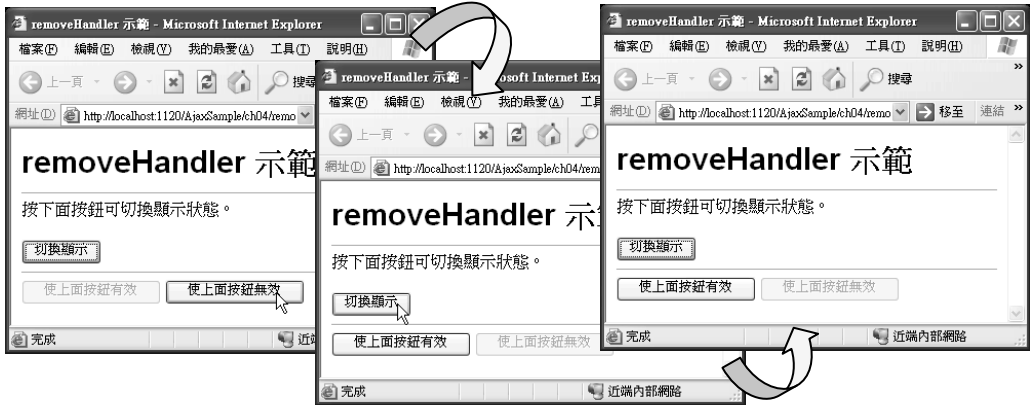 removeHandler 示範 - Microsoft Internet Explorer
檔案(F) 編輯(E) 檢視(V) 我的最愛(A) 工具(T) 說明(H)
上一頁 搜尋
網址(D) http://localhost:1120/AjaxSample/ch04/remo
removeHandler 示範
按下面按鈕可切換顯示狀態。
切換顯示
使上面按鈕有效 使上面按鈕無效
完成 近端
removeHandler 示範 - osoft Internet Exp
檔案(F) 編輯(E) 檢視(V) 我的最愛(A) 工具
上一頁
網址(D) http://localhost:1120/AjaxSample/ch04/rem
removeHandler
按下面按鈕可切換顯示狀態。
切換顯示
使上面按鈕有效 使上面按鈕無效
完成 近端內部網路
removeHandler 示範 - Microsoft Internet Explorer
檔案(F) 編輯(E) 檢視(V) 我的最愛(A) 工具(T) 說明(H)
上一頁 搜尋 »
網址(D) http://localhost:1120/AjaxSample/ch04/remo 移至 連結 »
removeHandler 示範
按下面按鈕可切換顯示狀態。
切換顯示
使上面按鈕有效 使上面按鈕無效
完成 近端內部網路